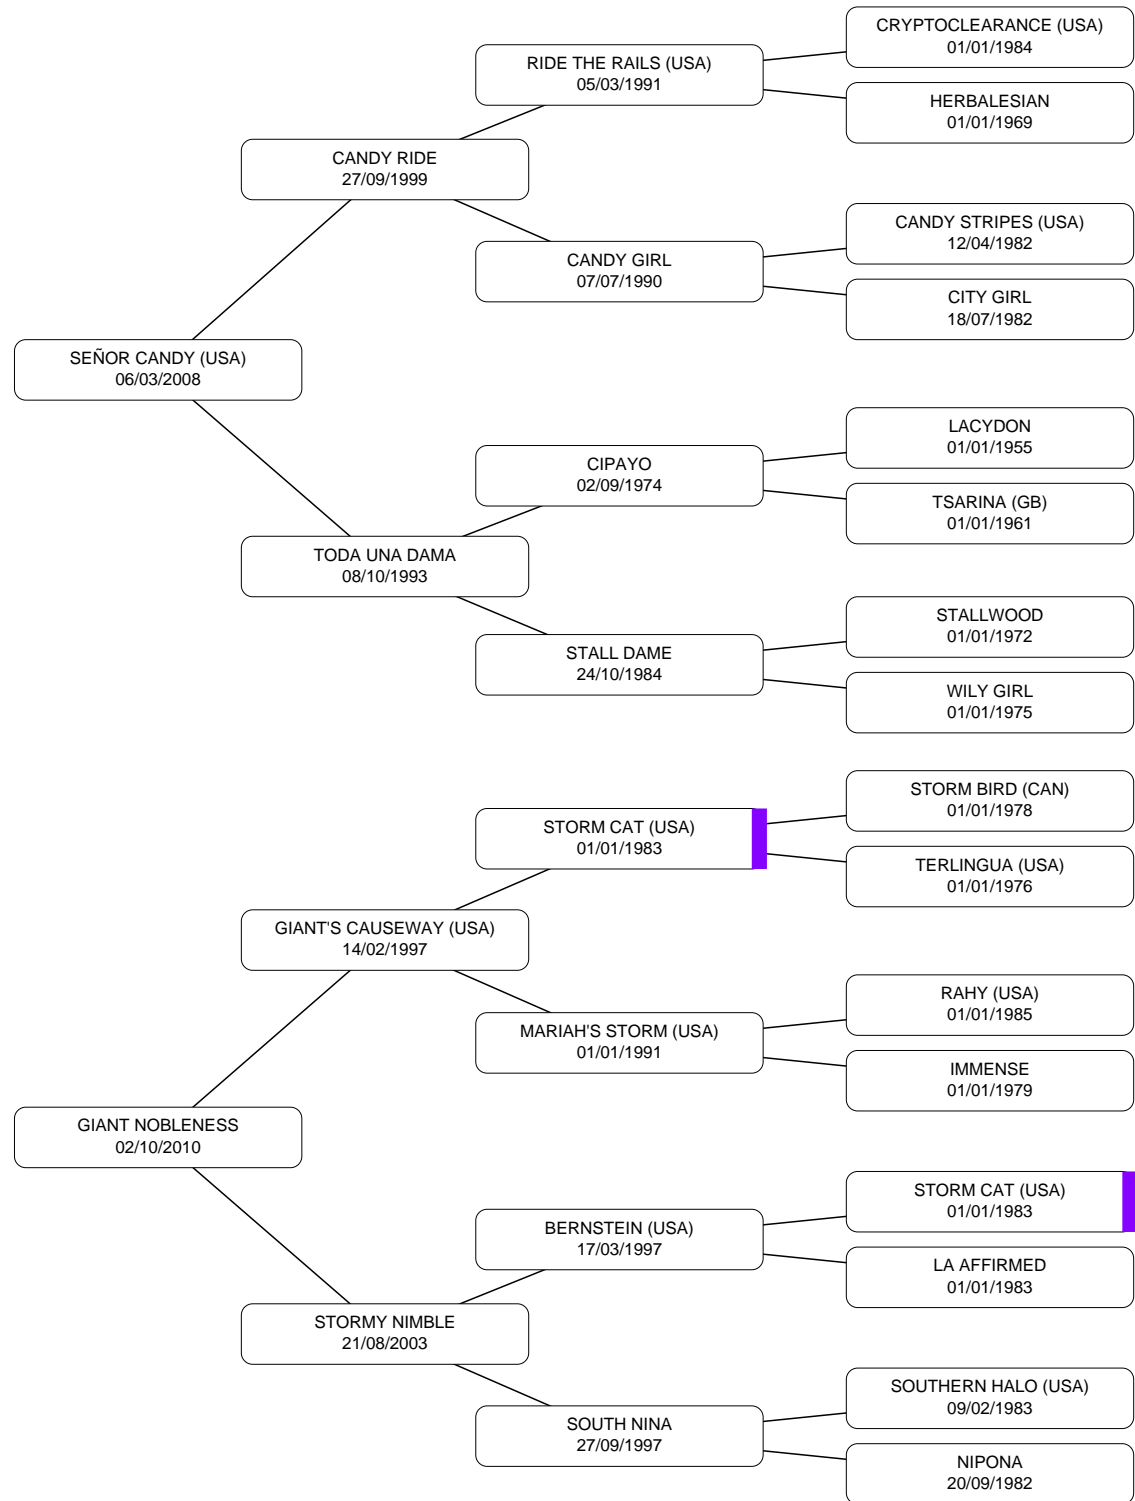 CRYPTOCLEARANCE (USA)
01/01/1984
RIDE THE RAILS (USA)
05/03/1991
HERBALESIAN
01/01/1969
CANDY RIDE
27/09/1999
CANDY STRIPES (USA)
12/04/1982
CANDY GIRL
07/07/1990
CITY GIRL
18/07/1982
SEÑOR CANDY (USA)
06/03/2008
LACYDON
01/01/1955
CIPAYO
02/09/1974
TSARINA (GB)
01/01/1961
TODA UNA DAMA
08/10/1993
STALLWOOD
01/01/1972
STALL DAME
24/10/1984
WILY GIRL
01/01/1975
STORM BIRD (CAN)
01/01/1978
STORM CAT (USA)
01/01/1983
TERLINGUA (USA)
01/01/1976
GIANT'S CAUSEWAY (USA)
14/02/1997
RAHY (USA)
01/01/1985
MARIAH'S STORM (USA)
01/01/1991
IMMENSE
01/01/1979
GIANT NOBLENESS
02/10/2010
STORM CAT (USA)
01/01/1983
BERNSTEIN (USA)
17/03/1997
LA AFFIRMED
01/01/1983
STORMY NIMBLE
21/08/2003
SOUTHERN HALO (USA)
09/02/1983
SOUTH NINA
27/09/1997
NIPONA
20/09/1982